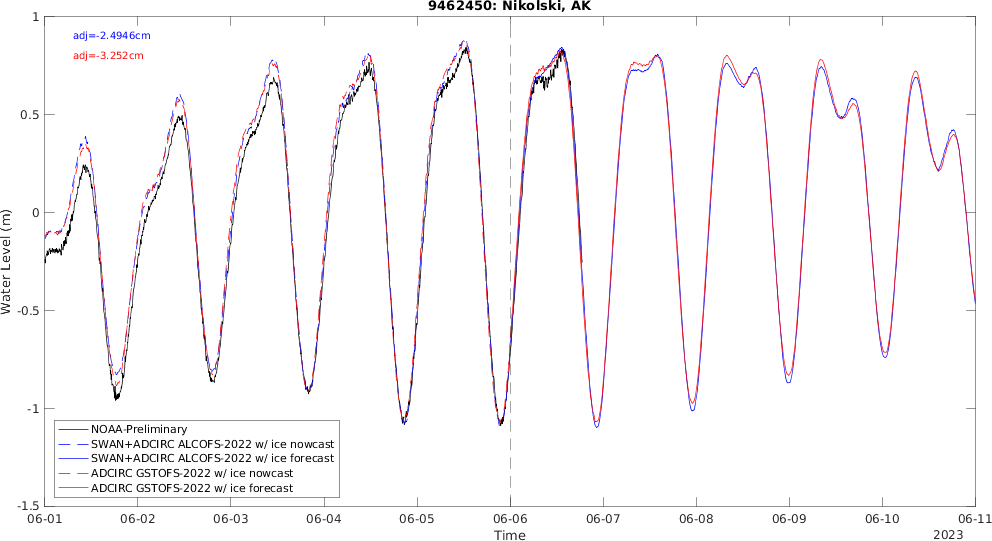 9462450: Nikolski, AK
adj=-2.4946cm
adj=-3.252cm
1
0.5
0
-0.5
-1
-1.5
Water Level (m)
NOAA-Preliminary
SWAN+ADCIRC ALCOFS-2022 w/ ice nowcast
SWAN+ADCIRC ALCOFS-2022 w/ ice forecast
ADCIRC GSTOFS-2022 w/ ice nowcast
ADCIRC GSTOFS-2022 w/ ice forecast
06-01 06-02 06-03 06-04 06-05 06-06 06-07 06-08 06-09 06-10 06-11
Time
2023